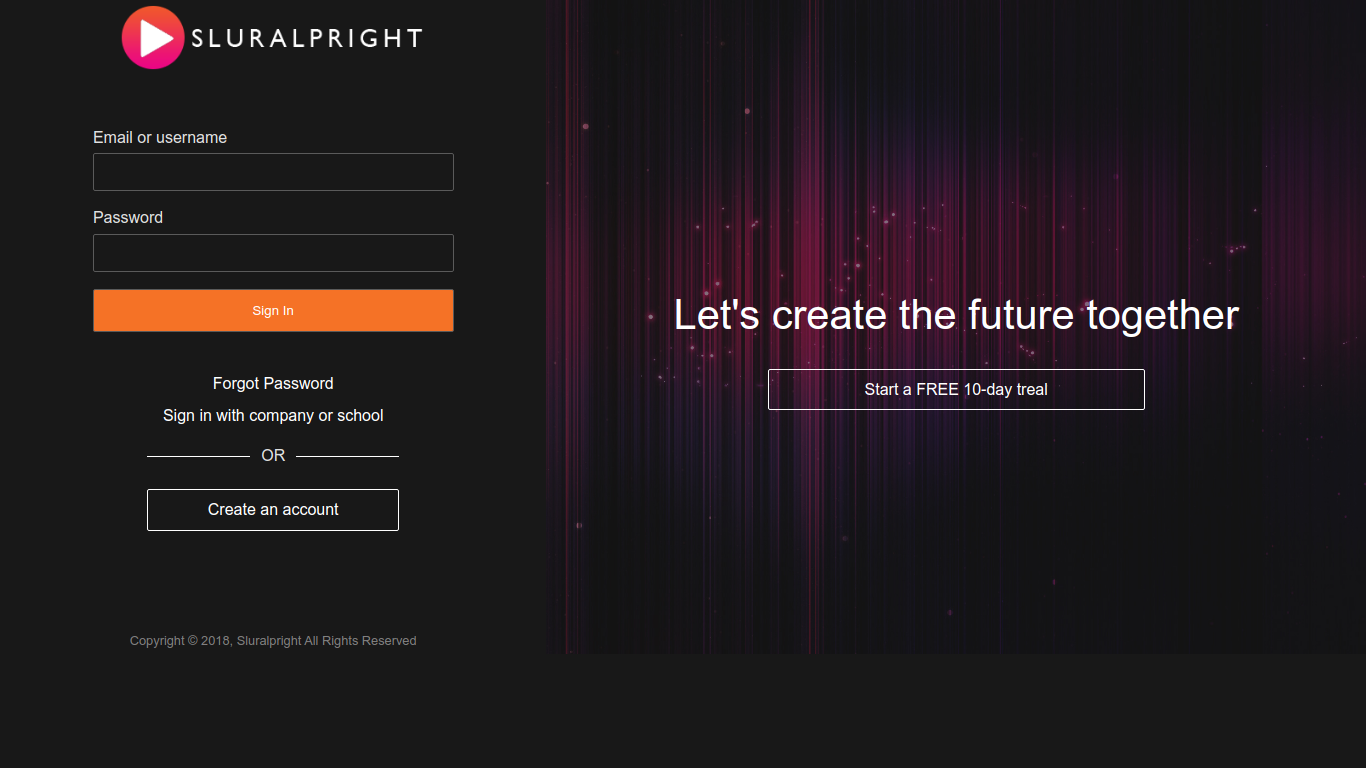 SLURALPRIGHT
Email or username
Password
Sign In
Forgot Password
Sign in with company or school
OR
Create an account
Copyright © 2018, Sluralpright All Rights Reserved
Let's create the future together
Start a FREE 10-day treal